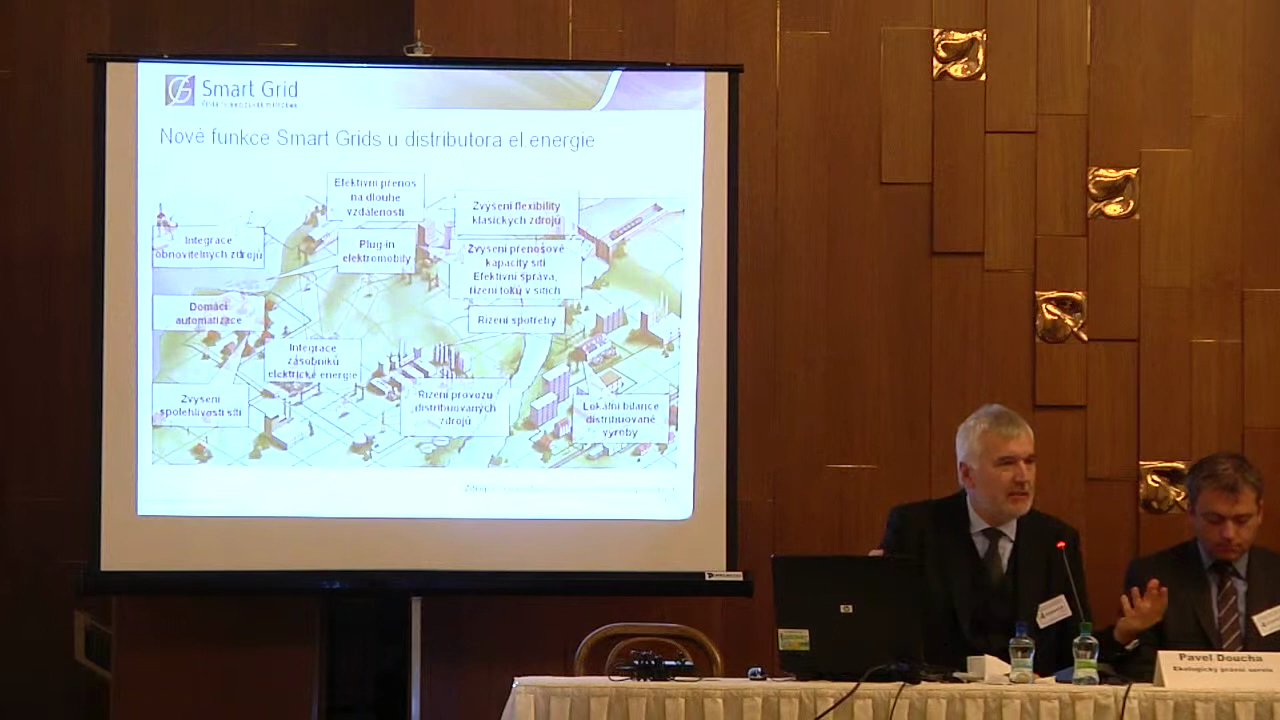 Smart Grid
Nové funkce Smart Grids u distributora el energie
Efektivní přenos
na dlouhé
vzdálenosti
Zvýšení flexibility
klasických zdrojů
Integrace
obnovitelných zdrojů
Plug-in
elektromobily
Zvýšení přenosové
kapacity sítí
Efektivní správa,
řízení toků v sítích
Domácí
automatizace
Řízení spotřeby
Integrace
zásobníků
elektrické energie
Zvýšení
spolehlivosti sítí
Řízení provozu
distribuovaných
zdrojů
Lokální bilance
distribuované
výroby
hp
Pavel Doucha
Ekologický právní servis